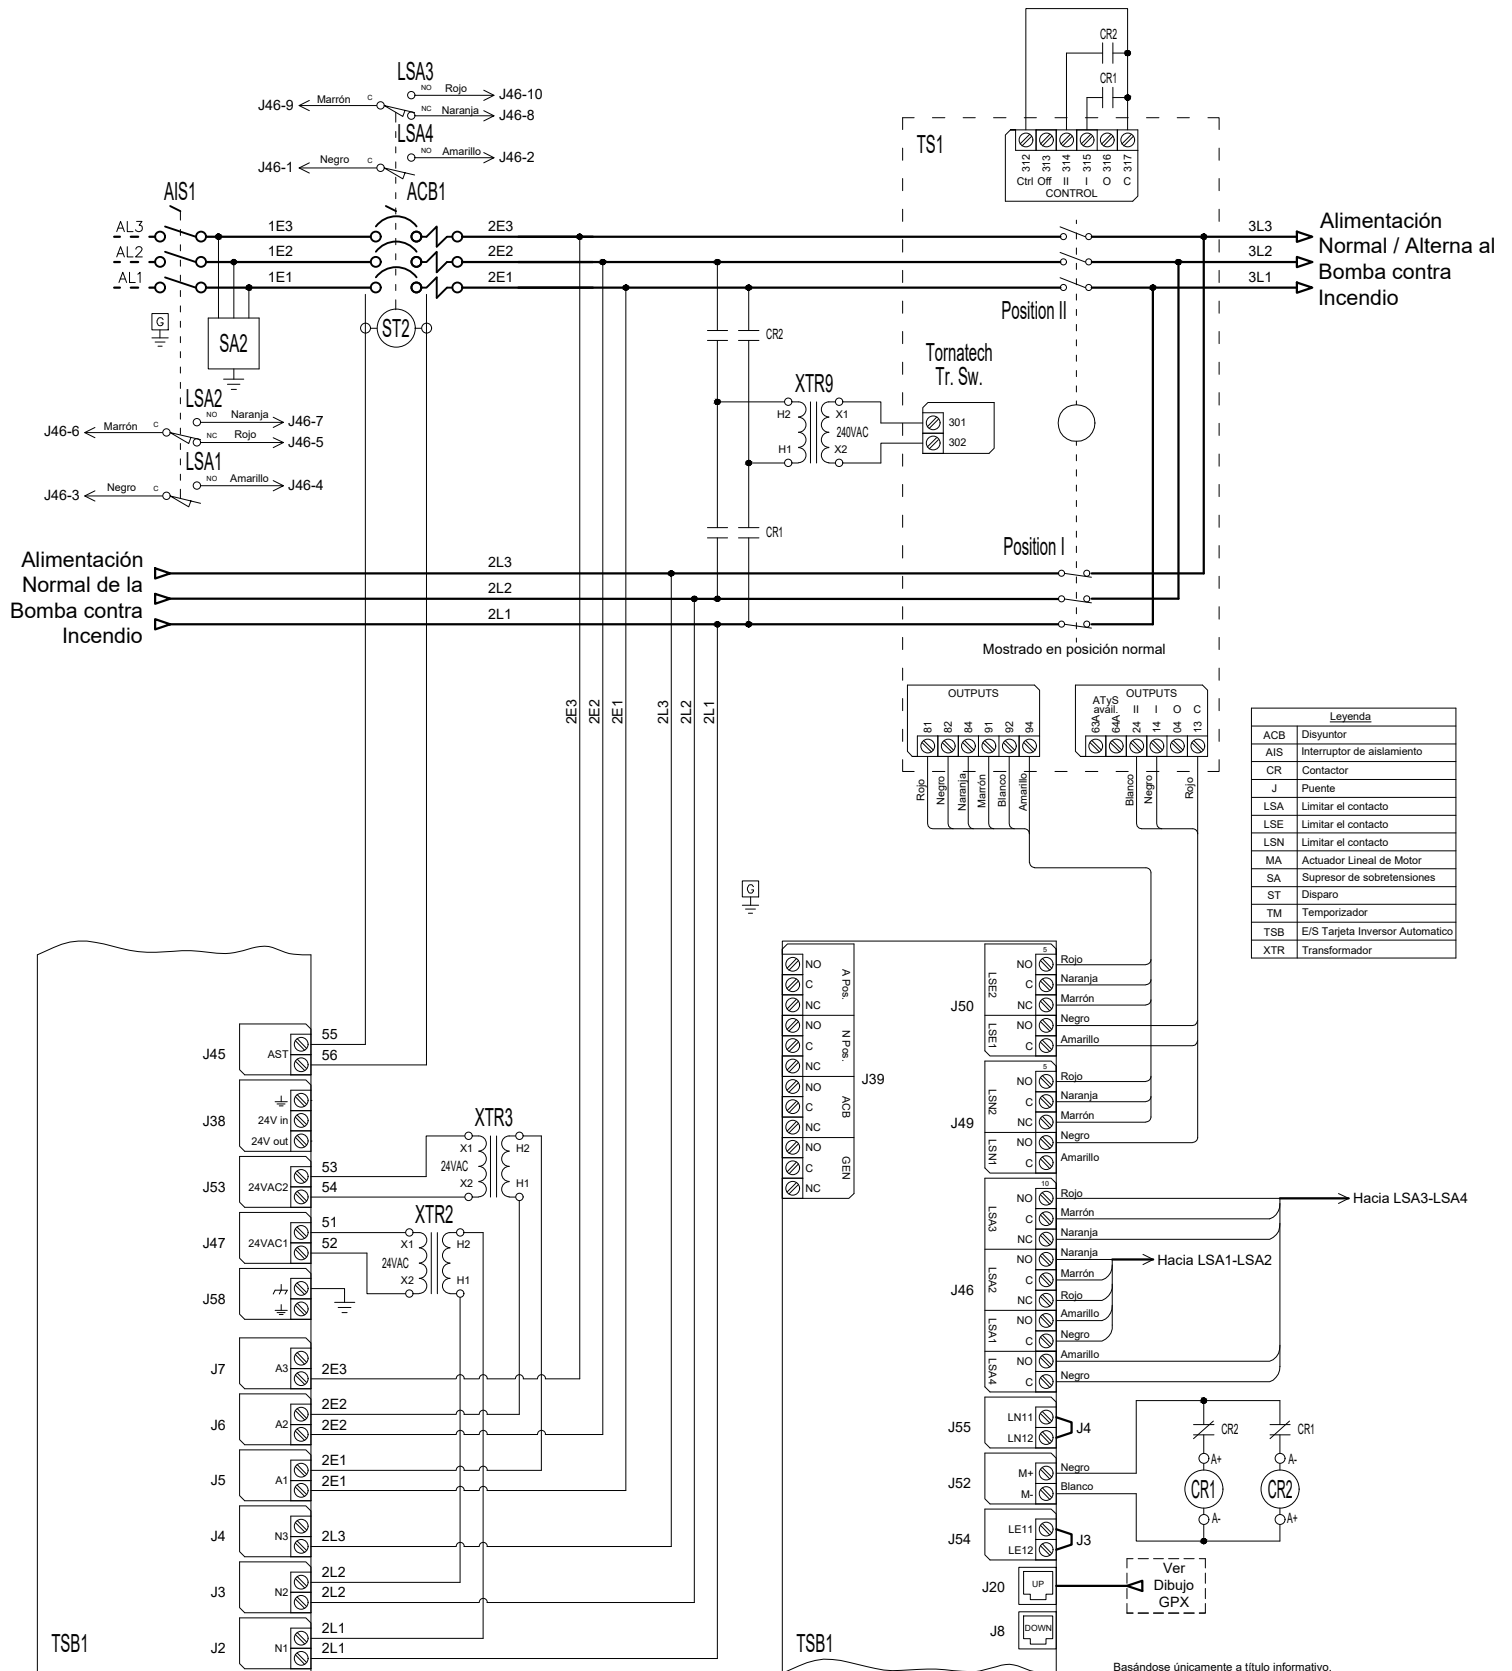 CR2
CR1
LSA3
NO Rojo J46-10
J46-9 Marrón C
NC Naranja J46-8
LSA4
NO Amarillo J46-2
J46-1 Negro C
TS1
312 313 314 315 316 317
Ctrl Off II I O C
CONTROL
AIS1
ACB1
AL3 1E3 2E3 3L3
AL2 1E2 2E2 3L2
AL1 1E1 2E1 3L1
Alimentación
Normal / Alterna al
Bomba contra
Incendio
G
SA2
ST2
Position II
CR2
Tornatech
Tr. Sw.
XTR9
H2 X1
240VAC
H1 X2
301
302
LSA2
NO Naranja J46-7
J46-6 Marrón C
NC Rojo J46-5
LSA1
NO Amarillo J46-4
J46-3 Negro C
CR1
Position I
Alimentación
Normal de la
Bomba contra
Incendio
2L3
2L2
2L1
Mostrado en posición normal
2E3 2E2 2E1 2L3 2L2 2L1
OUTPUTS
81 82 84 91 92 94
Rojo Negro Naranja Marrón Blanco Amarillo
OUTPUTS
ATyS
avail. II I O C
63A 64A 24 14 04 13
Blanco Negro Rojo
Leyenda
ACB Disyuntor
AIS Interruptor de aislamiento
CR Contactor
J Puente
LSA Limitar el contacto
LSE Limitar el contacto
LSN Limitar el contacto
MA Actuador Lineal de Motor
SA Supresor de sobretensiones
ST Disparo
TM Temporizador
TSB E/S Tarjeta Inversor Automatico
XTR Transformador
G
J45 AST 55
56
J38
24V in
24V out
J53 24VAC2 53
54
XTR3
X1 H2
24VAC
X2 H1
J47 24VAC1 51
52
XTR2
X1 H2
24VAC
X2 H1
J58
J7 A3 2E3
J6 A2 2E2
2E2
J5 A1 2E1
2E1
J4 N3 2L3
J3 N2 2L2
2L2
J2 N1 2L1
2L1
TSB1
J39
NO
C A Pos.
NC
NO
C N Pos.
NC
NO
C ACB
NC
NO
C GEN
NC
J50
5
LSE2
NO Rojo
C Naranja
NC Marrón
LSE1
NO Negro
C Amarillo
J49
5
LSN2
NO Rojo
C Naranja
NC Marrón
LSN1
NO Negro
C Amarillo
J46
10
LSA3
NO Rojo
C Marrón
NC Naranja
Hacia LSA3-LSA4
LSA2
NO Naranja
C Marrón
NC Rojo
Hacia LSA1-LSA2
LSA1
NO Amarillo
C Negro
LSA4
NO Amarillo
C Negro
J55 LN11
LN12
J4
J52 M+ Negro
M- Blanco
CR2 CR1
A+ A-
CR1 CR2
A- A+
J54 LE11
LE12
J3
J20 UP
Ver
Dibujo
GPX
J8 DOWN
TSB1
Basándose únicamente a título informativo.